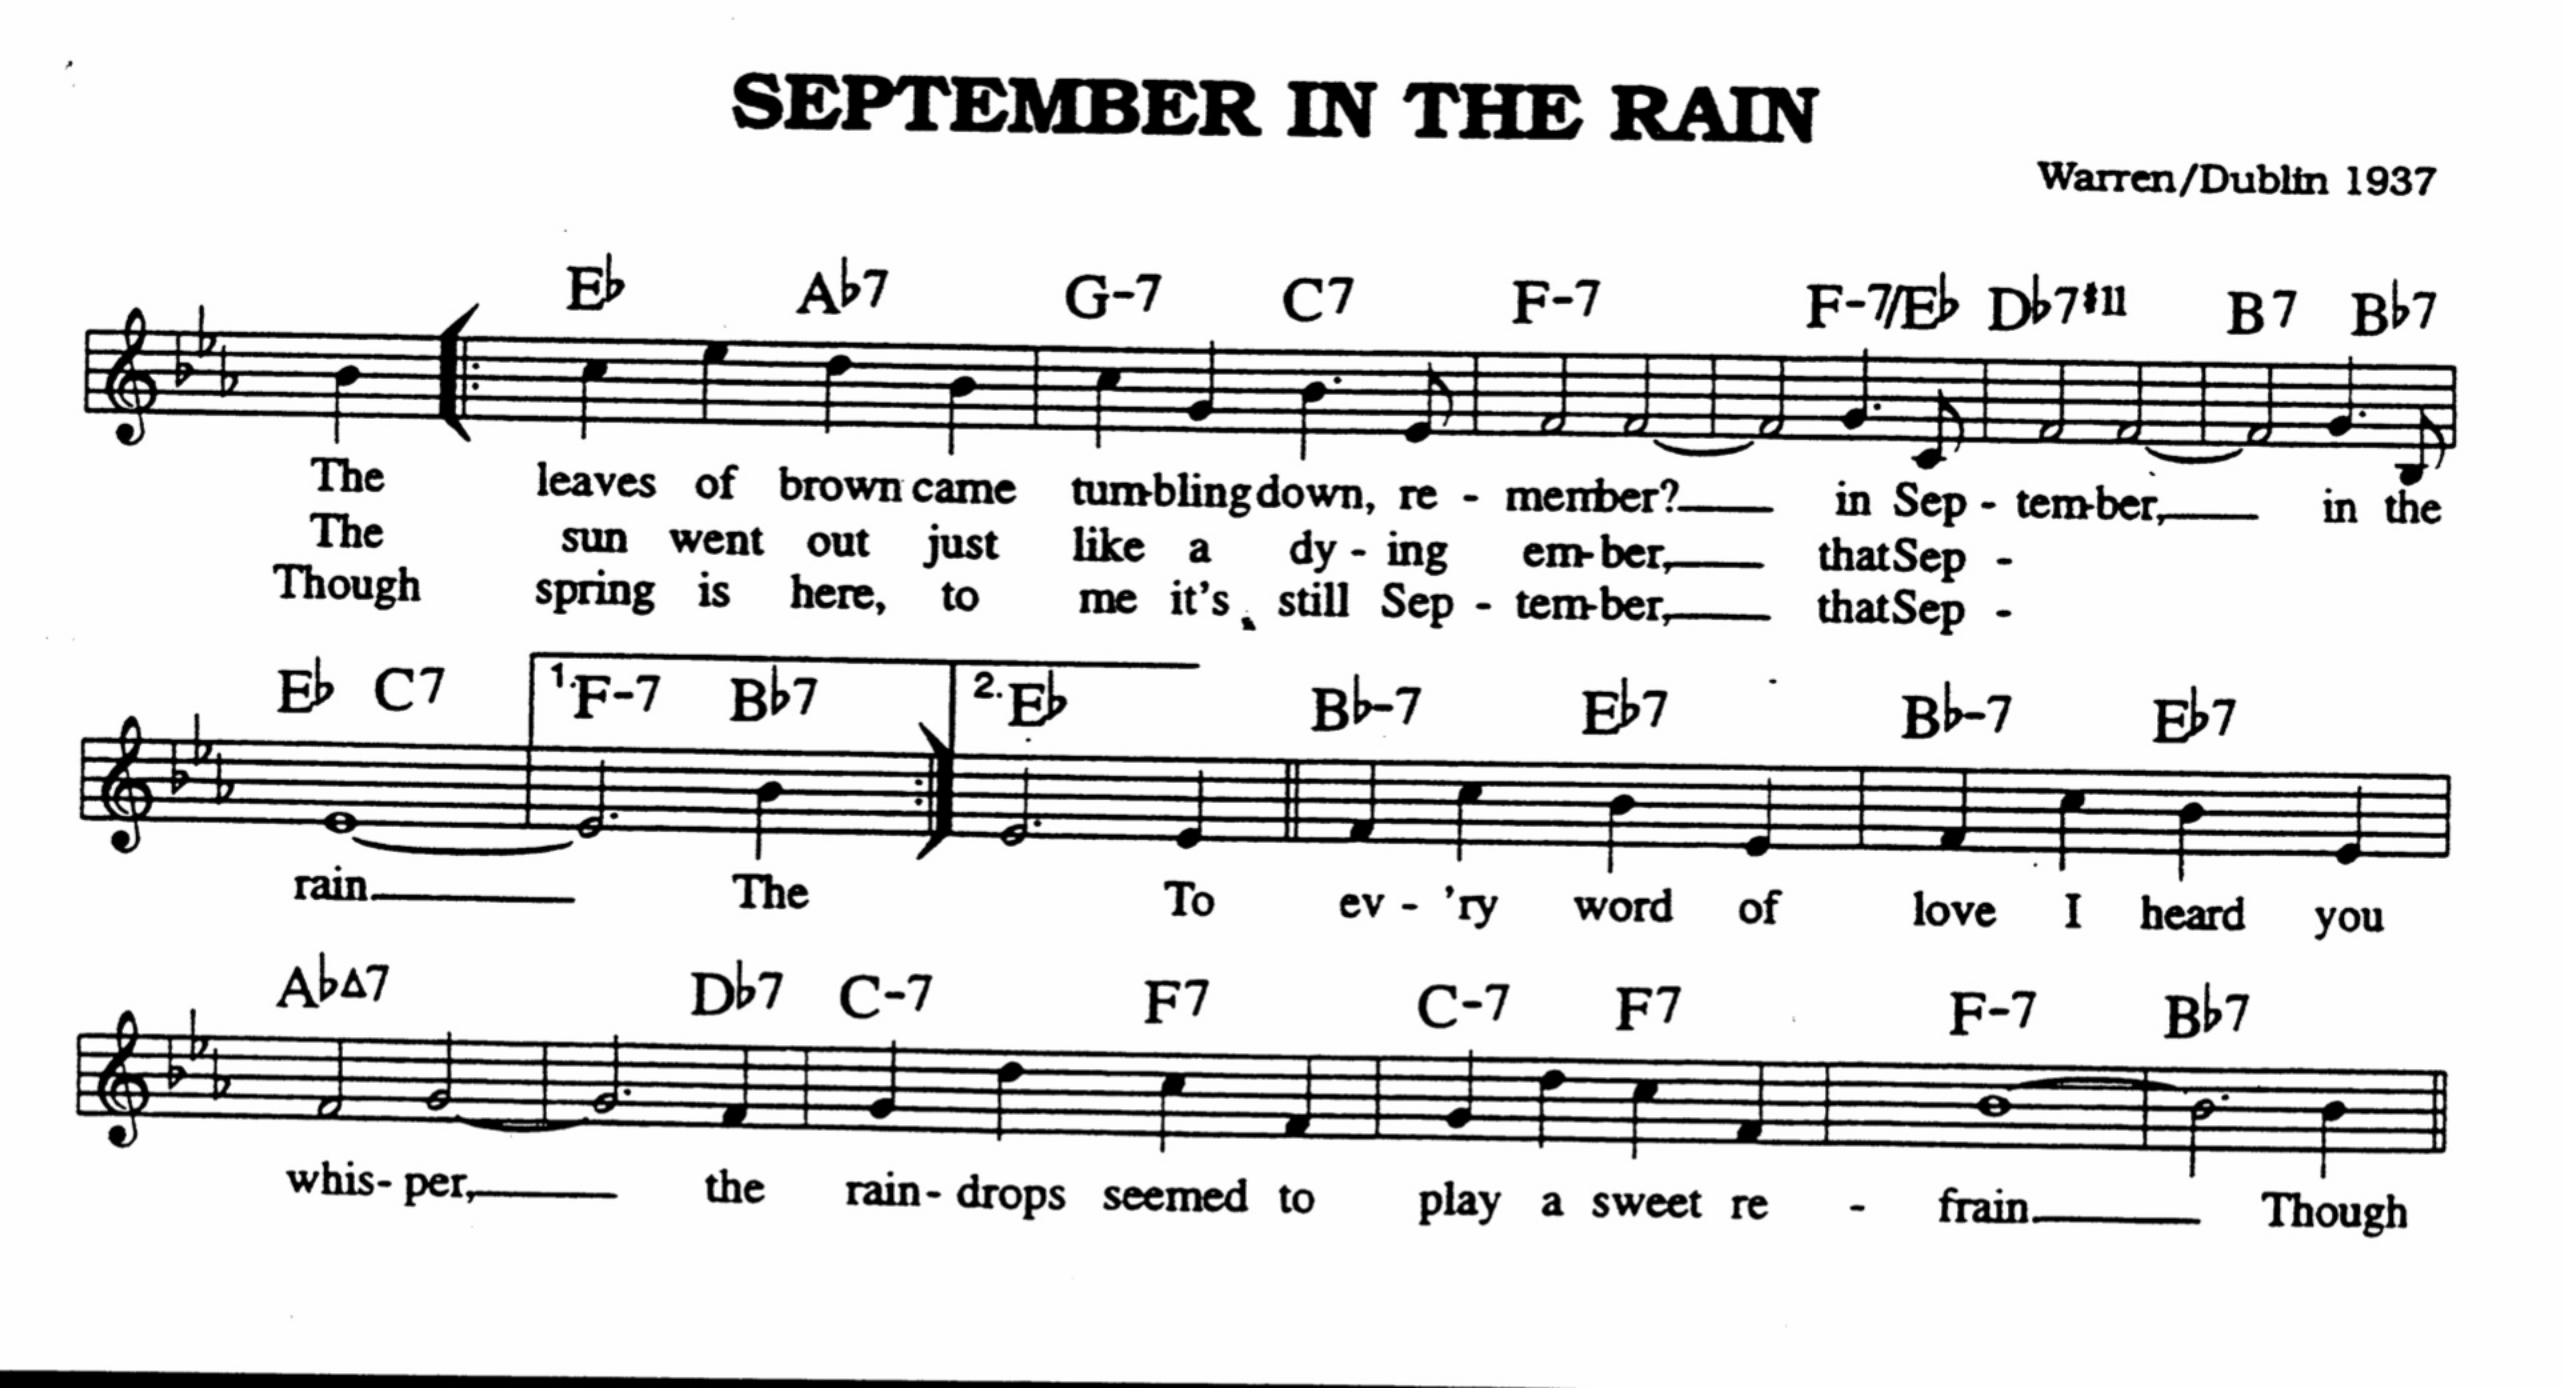 SEPTEMBER IN THE RAIN
Warren/Dublin 1937
E♭ A♭7 G-7 C7 F-7 F-7/E♭ D♭7♯11 B7 B♭7
The leaves of brown came tum-bling down, re - member? in Sep - tem-ber, in the
The sun went out just like a dy - ing em-ber, that Sep -
Though spring is here, to me it's still Sep - tem-ber, that Sep -
E♭ C7 1. F-7 B♭7 2. E♭ B♭-7 E♭7 B♭-7 E♭7
rain The To ev - 'ry word of love I heard you
A♭Δ7 D♭7 C-7 F7 C-7 F7 F-7 B♭7
whis- per, the rain- drops seemed to play a sweet re - frain Though